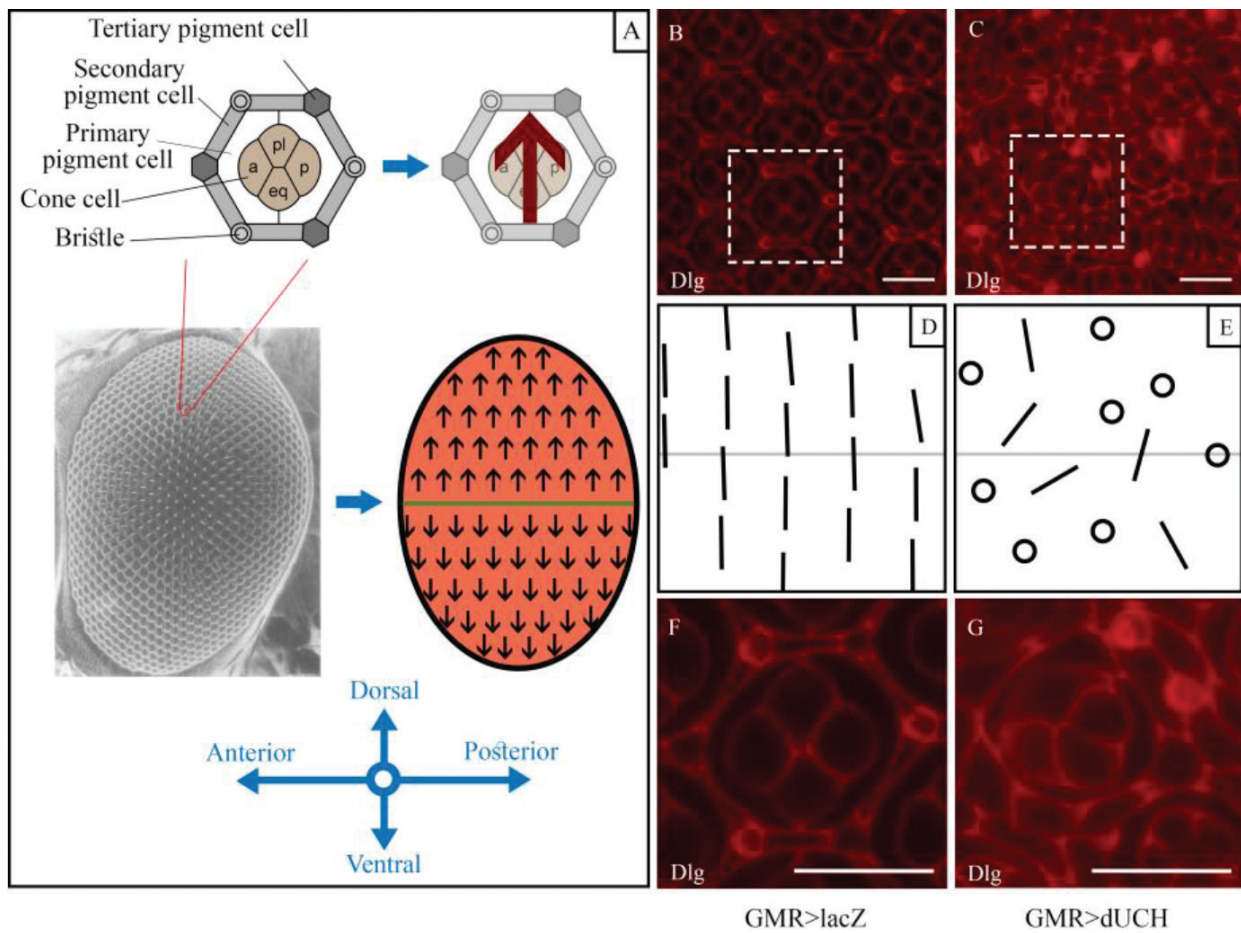 A
Tertiary pigment cell
Secondary
pigment cell
Primary
pigment cell
Cone cell
Bristle
pl
a
p
eq
a
p
e
Dorsal
Anterior
Posterior
Ventral
B
Dlg
C
Dlg
D
E
F
Dlg
G
Dlg
GMR>lacZ
GMR>dUCH